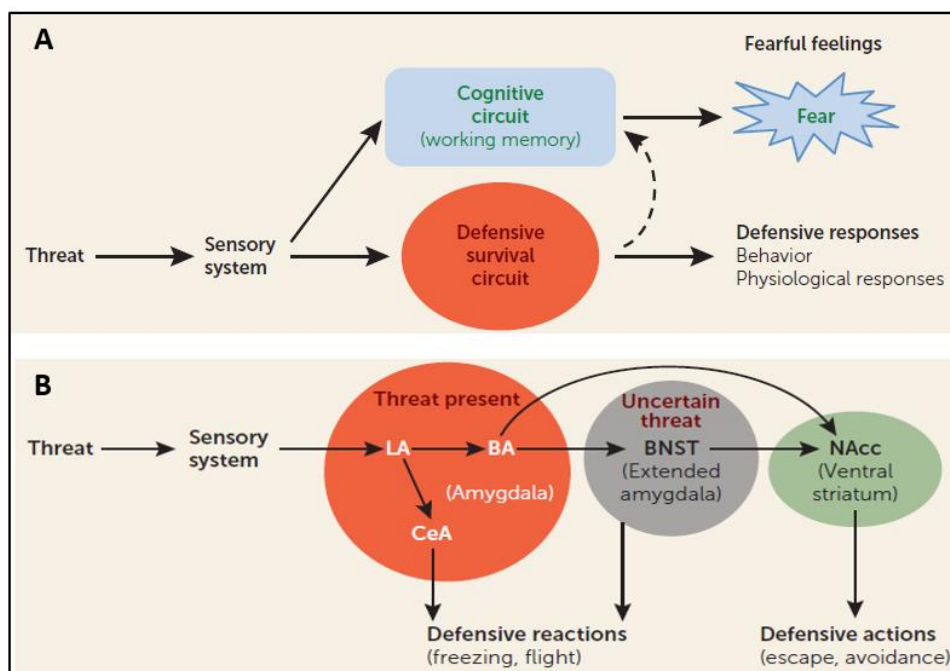 A
Fearful feelings
Cognitive
circuit
(working memory)
Fear
Threat
Sensory
system
Defensive
survival
circuit
Defensive responses
Behavior
Physiological responses
B
Threat present
Uncertain
threat
Threat
Sensory
system
LA
BA
BNST
NAcc
(Amygdala)
(Extended
amygdala)
(Ventral
striatum)
CeA
Defensive reactions
(freezing, flight)
Defensive actions
(escape, avoidance)